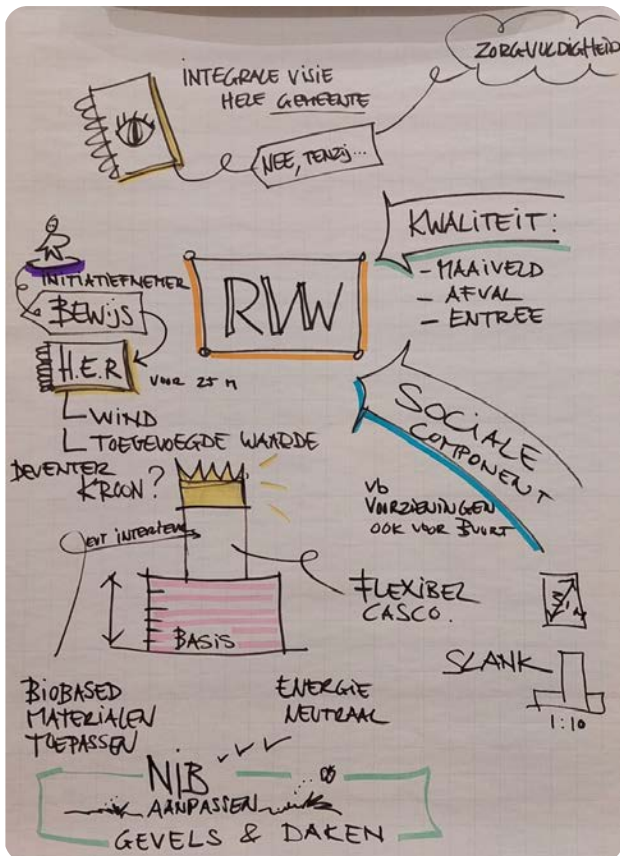 ZORGVULDIGHEID
INTEGRALE VISIE
HELE GEMEENTE
NEE, TENZIJ...
KWALITEIT:
- MAAIVELD
- AFVAL
- ENTREE
INITIATIEFNEMER
BEWIJS
H.E.R
VOOR 25 M
WIND
TOEGEVOEGDE WAARDE
RVW
SOCIALE
COMPONENT
VB
VOORZIENINGEN
OOK VOOR BUURT
DEVENTER
KROON?
EVT INTERIEUR
BASIS
FLEXIBEL
CASCO.
SLANK
1:10
BIOBASED
MATERIALEN
TOEPASSEN
ENERGIE
NEUTRAAL
NIB
AANPASSEN
GEVELS & DAKEN